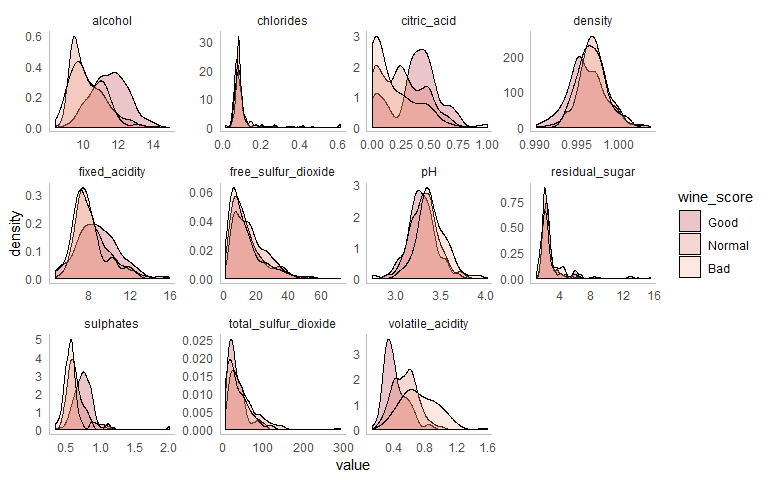 alcohol chlorides citric_acid density
0.6 30 3 200
0.4 20 2 100
0.2 10 1 0
0.0 0 0
10 12 14 0.0 0.2 0.4 0.6 0.00 0.25 0.50 0.75 1.00 0.990 0.995 1.000
fixed_acidity free_sulfur_dioxide pH residual_sugar
0.3 0.06 3 0.75
0.2 0.04 2 0.50
0.1 0.02 1 0.25
0.0 0.00 0 0.00
8 12 16 0 20 40 60 3.0 3.5 4.0 4 8 12 16
density
sulphates total_sulfur_dioxide volatile_acidity
5 0.025 3
4 0.020 2
3 0.015 1
2 0.010 0
1 0.005
0 0.000
0.5 1.0 1.5 2.0 0 100 200 300 0.4 0.8 1.2 1.6
value
wine_score
Good
Normal
Bad